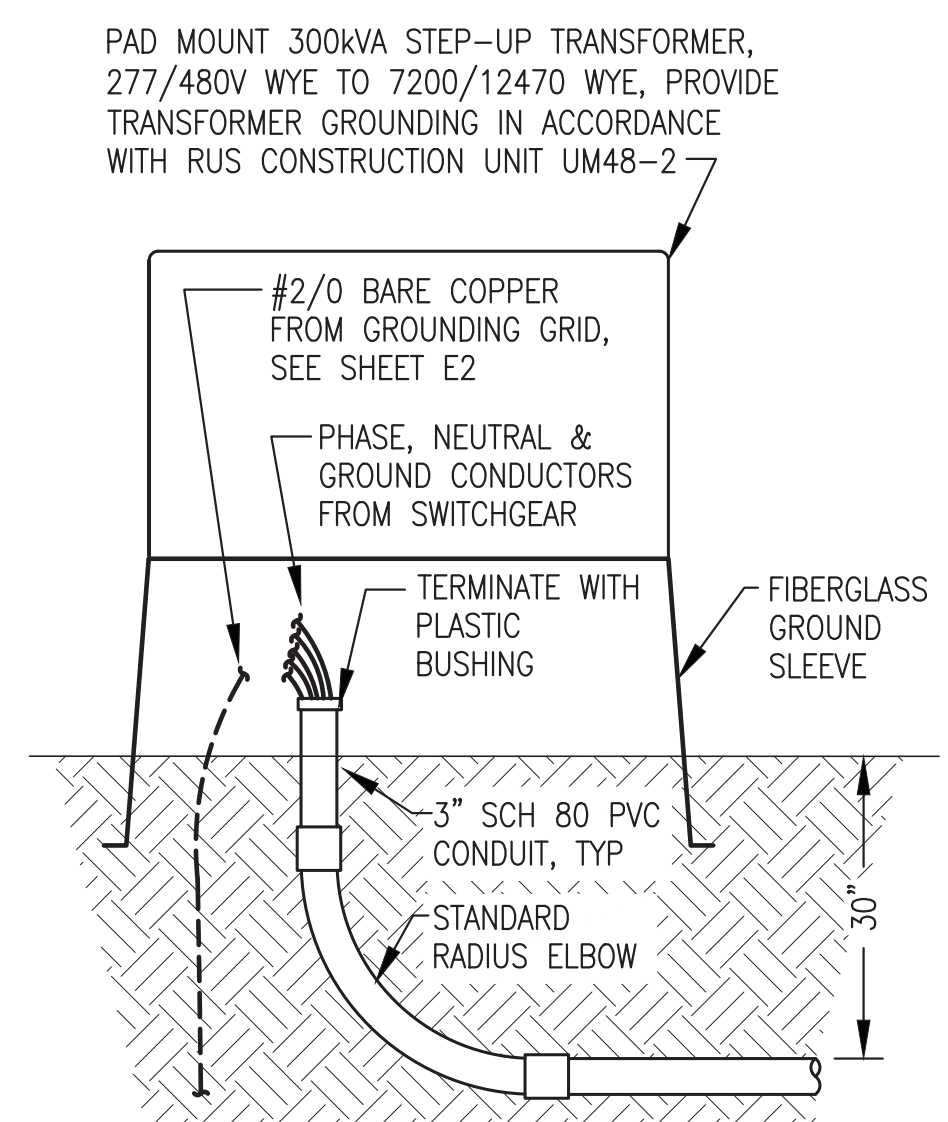 PAD MOUNT 300kVA STEP-UP TRANSFORMER,
277/480V WYE TO 7200/12470 WYE, PROVIDE
TRANSFORMER GROUNDING IN ACCORDANCE
WITH RUS CONSTRUCTION UNIT UM48-2
#2/0 BARE COPPER
FROM GROUNDING GRID,
SEE SHEET E2
PHASE, NEUTRAL &
GROUND CONDUCTORS
FROM SWITCHGEAR
TERMINATE WITH
PLASTIC
BUSHING
FIBERGLASS
GROUND
SLEEVE
3" SCH 80 PVC
CONDUIT, TYP
STANDARD
RADIUS ELBOW
30"